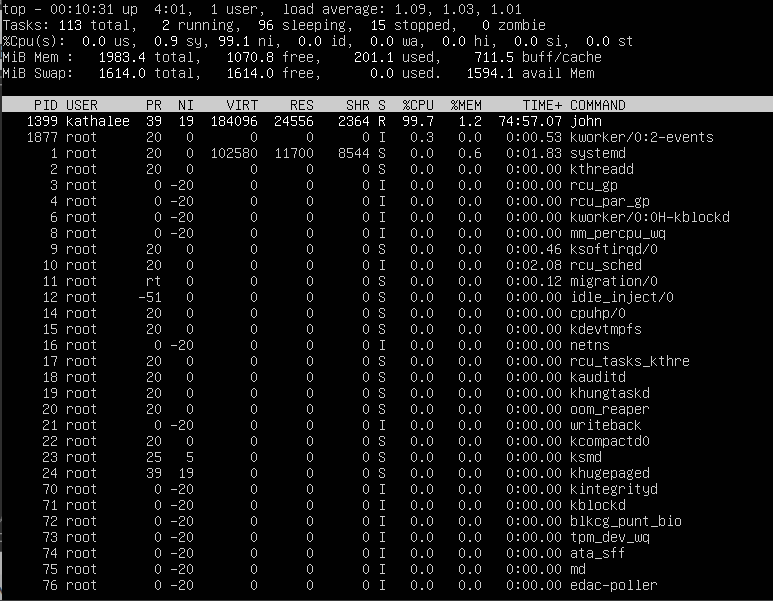 top - 00:10:31 up  4:01,  1 user,  load average: 1.09, 1.03, 1.01
Tasks: 113 total,   2 running,  96 sleeping,  15 stopped,   0 zombie
%Cpu(s):  0.0 us,  0.9 sy, 99.1 ni,  0.0 id,  0.0 wa,  0.0 hi,  0.0 si,  0.0 st
MiB Mem :   1983.4 total,   1070.8 free,    201.1 used,    711.5 buff/cache
MiB Swap:   1614.0 total,   1614.0 free,      0.0 used.   1594.1 avail Mem
PID USER      PR  NI    VIRT    RES    SHR S  %CPU  %MEM     TIME+ COMMAND
1399 kathalee  39  19  184096  24556   2364 R  99.7   1.2  74:57.07 john
1877 root      20   0       0      0      0 I   0.3   0.0   0:00.53 kworker/0:2-events
1 root      20   0  102580  11700   8544 S   0.0   0.6   0:01.83 systemd
2 root      20   0       0      0      0 S   0.0   0.0   0:00.00 kthreadd
3 root       0 -20       0      0      0 I   0.0   0.0   0:00.00 rcu_gp
4 root       0 -20       0      0      0 I   0.0   0.0   0:00.00 rcu_par_gp
6 root       0 -20       0      0      0 I   0.0   0.0   0:00.00 kworker/0:0H-kblockd
8 root       0 -20       0      0      0 I   0.0   0.0   0:00.00 mm_percpu_wq
9 root      20   0       0      0      0 S   0.0   0.0   0:00.46 ksoftirqd/0
10 root      20   0       0      0      0 I   0.0   0.0   0:02.08 rcu_sched
11 root      rt   0       0      0      0 S   0.0   0.0   0:00.12 migration/0
12 root     -51   0       0      0      0 S   0.0   0.0   0:00.00 idle_inject/0
14 root      20   0       0      0      0 S   0.0   0.0   0:00.00 cpuhp/0
15 root      20   0       0      0      0 S   0.0   0.0   0:00.00 kdevtmpfs
16 root       0 -20       0      0      0 I   0.0   0.0   0:00.00 netns
17 root      20   0       0      0      0 S   0.0   0.0   0:00.00 rcu_tasks_kthre
18 root      20   0       0      0      0 S   0.0   0.0   0:00.00 kauditd
19 root      20   0       0      0      0 S   0.0   0.0   0:00.00 khungtaskd
20 root      20   0       0      0      0 S   0.0   0.0   0:00.00 oom_reaper
21 root       0 -20       0      0      0 I   0.0   0.0   0:00.00 writeback
22 root      20   0       0      0      0 S   0.0   0.0   0:00.00 kcompactd0
23 root      25   5       0      0      0 S   0.0   0.0   0:00.00 ksmd
24 root      39  19       0      0      0 S   0.0   0.0   0:00.00 khugepaged
70 root       0 -20       0      0      0 I   0.0   0.0   0:00.00 kintegrityd
71 root       0 -20       0      0      0 I   0.0   0.0   0:00.00 kblockd
72 root       0 -20       0      0      0 I   0.0   0.0   0:00.00 blkcg_punt_bio
73 root       0 -20       0      0      0 I   0.0   0.0   0:00.00 tpm_dev_wq
74 root       0 -20       0      0      0 I   0.0   0.0   0:00.00 ata_sff
75 root       0 -20       0      0      0 I   0.0   0.0   0:00.00 md
76 root       0 -20       0      0      0 I   0.0   0.0   0:00.00 edac-poller